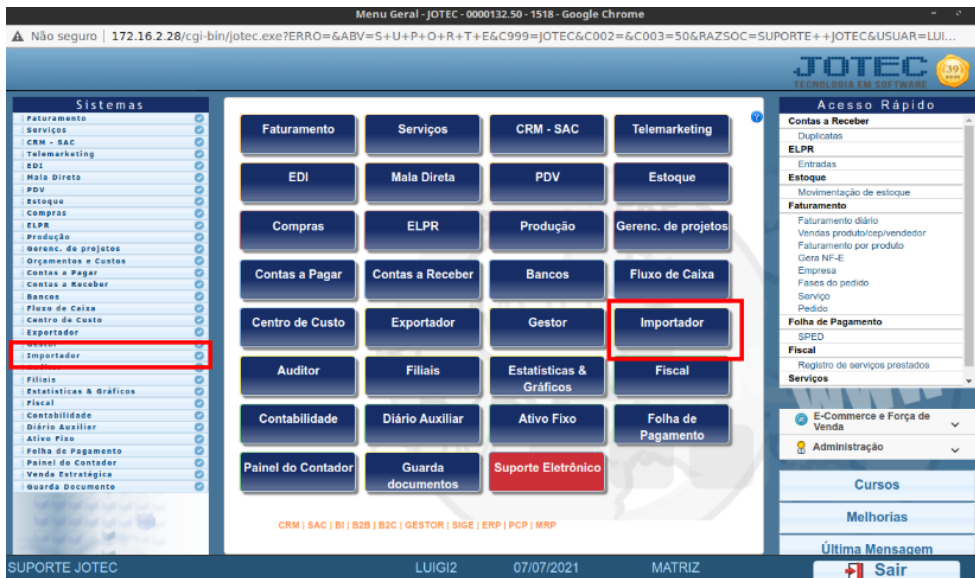 Menu Geral - JOTEC - 0000132.50 - 1518 - Google Chrome
Não seguro | 172.16.2.28/cgi-bin/jotec.exe?ERRO=&ABV=S+U+P+O+R+T+E&C999=JOTEC&C002=&C003=50&RAZSOC=SUPORTE++JOTEC&USUAR=LUI...
JOTEC
TECNOLOGIA EM SOFTWARE
39
Sistemas
Faturamento
Serviços
CRM - SAC
Telemarketing
EDI
Mala Direta
PDV
Estoque
Compras
ELPR
Produção
Gerenc. de projetos
Orçamentos e Custos
Contas a Pagar
Contas a Receber
Bancos
Fluxo de Caixa
Centro de Custo
Exportador
Gestor
Importador
Auditor
Filiais
Estatísticas & Gráficos
Fiscal
Contabilidade
Diário Auxiliar
Ativo Fixo
Folha de Pagamento
Painel do Contador
Venda Estratégica
Guarda Documento
Faturamento
Serviços
CRM - SAC
Telemarketing
EDI
Mala Direta
PDV
Estoque
Compras
ELPR
Produção
Gerenc. de projetos
Contas a Pagar
Contas a Receber
Bancos
Fluxo de Caixa
Centro de Custo
Exportador
Gestor
Importador
Auditor
Filiais
Estatísticas &
Gráficos
Fiscal
Contabilidade
Diário Auxiliar
Ativo Fixo
Folha de
Pagamento
Painel do Contador
Guarda
documentos
Suporte Eletrônico
CRM | SAC | BI | B2B | B2C | GESTOR | SIGE | ERP | PCP | MRP
Acesso Rápido
Contas a Receber
Duplicatas
ELPR
Entradas
Estoque
Movimentação de estoque
Faturamento
Faturamento diário
Vendas produto/cep/vendedor
Faturamento por produto
Gera NF-E
Empresa
Fases do pedido
Serviço
Pedido
Folha de Pagamento
SPED
Fiscal
Registro de serviços prestados
Serviços
E-Commerce e Força de
Venda
Administração
Cursos
Melhorias
Última Mensagem
SUPORTE JOTEC
LUIGI2
07/07/2021
MATRIZ
Sair